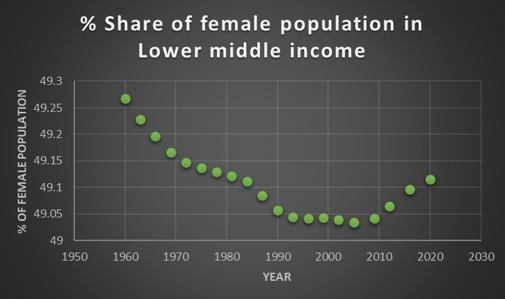 % Share of female population in
Lower middle income
% OF FEMALE POPULATION
49.3
49.25
49.2
49.15
49.1
49.05
49
1950 1960 1970 1980 1990 2000 2010 2020 2030
YEAR